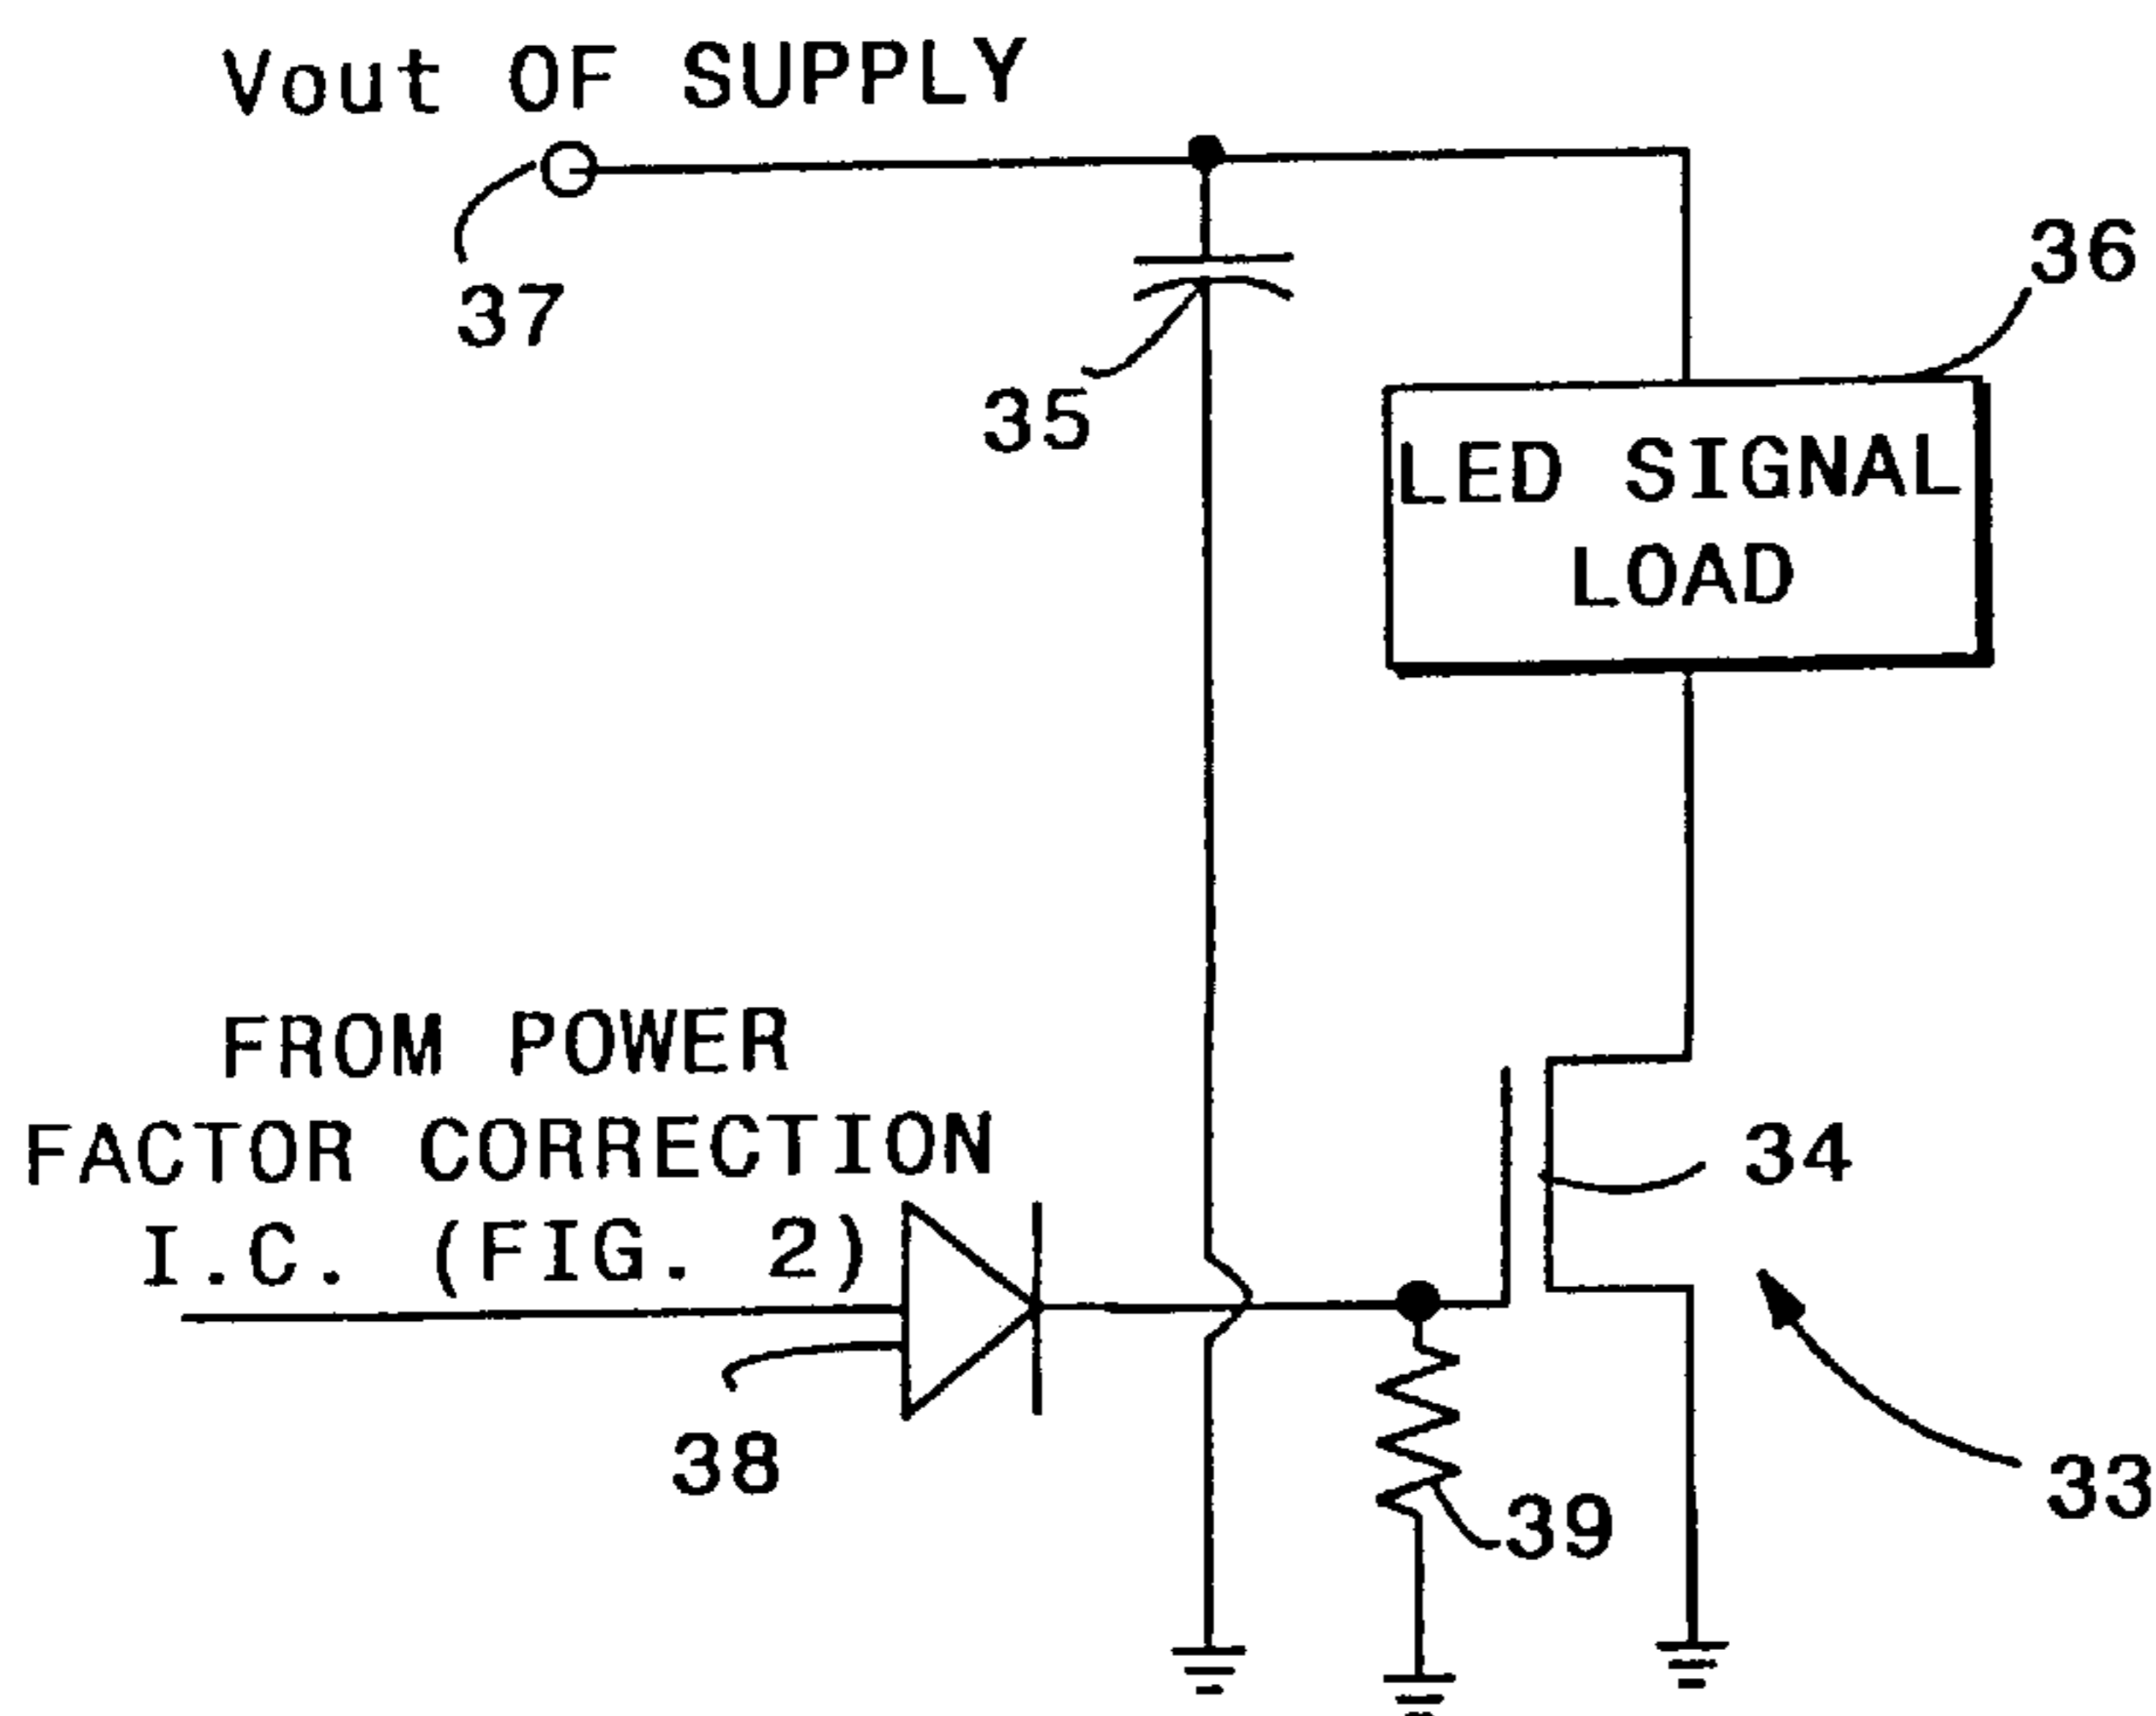 Vout OF SUPPLY
37
36
35
LED SIGNAL
LOAD
FROM POWER
FACTOR CORRECTION
I.C. (FIG. 2)
34
38
39
33